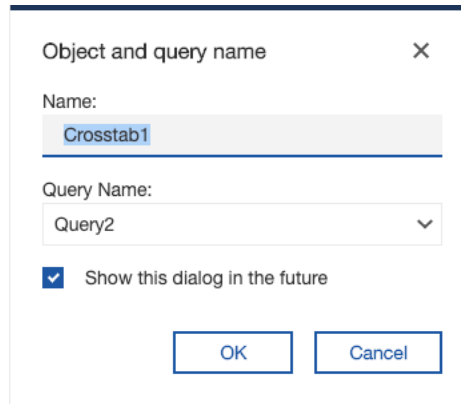 Object and query name
Name:
Crosstab1
Query Name:
Query2
Show this dialog in the future
OK Cancel